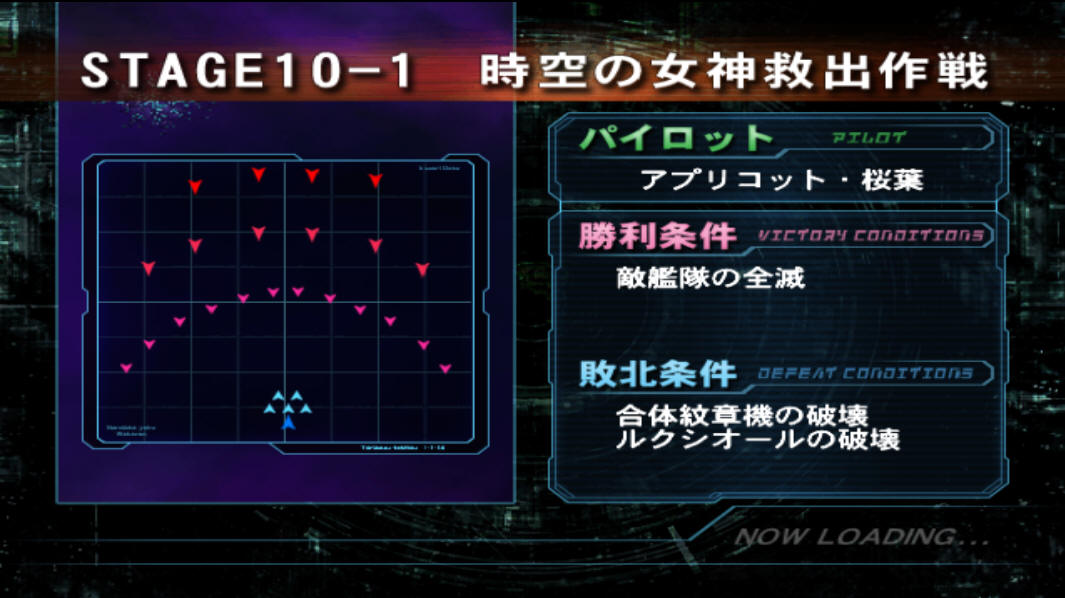 STAGE10-1 時空の女神救出作戦
パイロット PILOT
アプリコット・桜葉
勝利条件 VICTORY CONDITIONS
敵艦隊の全滅
敗北条件 DEFEAT CONDITIONS
合体紋章機の破壊
ルクシオールの破壊
NOW LOADING...